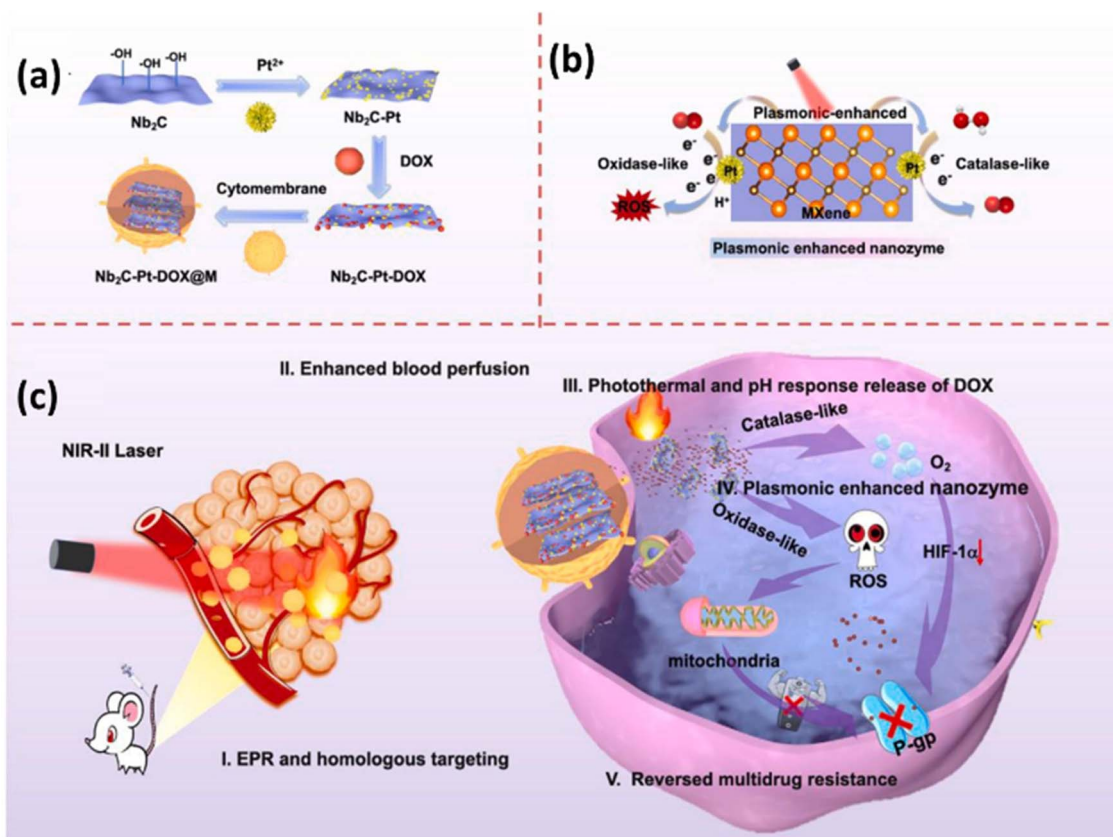 (a)
-OH
-OH
-OH
Pt²⁺
Nb₂C
Nb₂C-Pt
DOX
Cytomembrane
Nb₂C-Pt-DOX@M
Nb₂C-Pt-DOX
(b)
Plasmonic-enhanced
e⁻
e⁻
Oxidase-like
e⁻
Pt
Pt
e⁻
Catalase-like
e
e⁻
e⁻
H⁺
ROS
MXene
Plasmonic enhanced nanozyme
(c)
II. Enhanced blood perfusion
III. Photothermal and pH response release of DOX
NIR-II Laser
Catalase-like
O₂
IV. Plasmonic enhanced nanozyme
Oxidase-like
ROS
HIF-1α↓
mitochondria
P-gp
I. EPR and homologous targeting
V. Reversed multidrug resistance